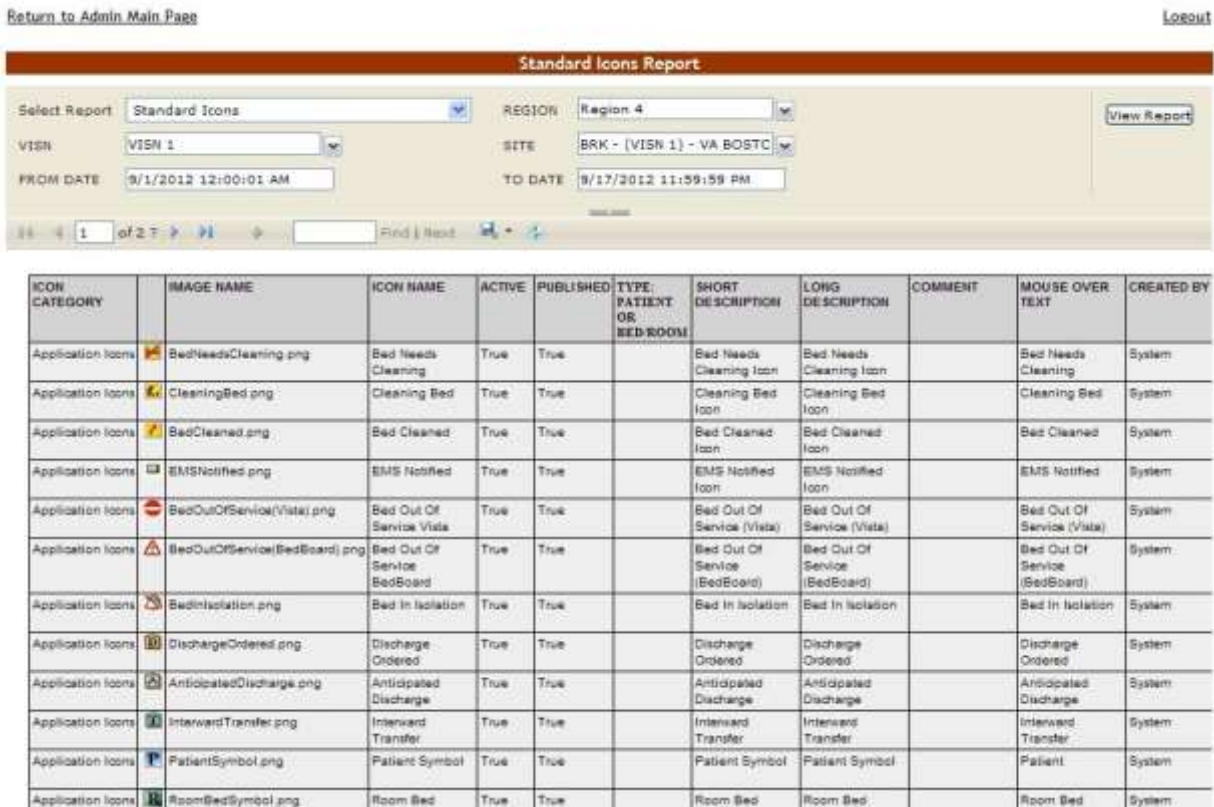 Return to Admin Main Page Logout
Standard Icons Report
Select Report Standard Icons REGION Region 4 View Report
VISN VISN 1 SITE BRK - (VISN 1) - VA BOSTC
FROM DATE 9/1/2012 12:00:01 AM TO DATE 9/17/2012 11:59:59 PM
1 of 2 ? Find | Next
ICON IMAGE NAME ICON NAME ACTIVE PUBLISHED TYPE: SHORT LONG COMMENT MOUSE OVER CREATED BY
CATEGORY PATIENT DESCRIPTION DESCRIPTION TEXT
OR
BED/ROOM
Application Icons BedNeedsCleaning.png Bed Needs True True Bed Needs Bed Needs Bed Needs System
Cleaning Cleaning Icon Cleaning Icon Cleaning
Application Icons CleaningBed.png Cleaning Bed True True Cleaning Bed Cleaning Bed Cleaning Bed System
Icon Icon
Application Icons BedCleaned.png Bed Cleaned True True Bed Cleaned Bed Cleaned Bed Cleaned System
Icon Icon
Application Icons EMSNotified.png EMS Notified True True EMS Notified EMS Notified EMS Notified System
Icon Icon
Application Icons BedOutOfService(Vista).png Bed Out Of True True Bed Out Of Bed Out Of Bed Out Of System
Service Vista Service (Vista) Service (Vista) Service (Vista)
Application Icons BedOutOfService(BedBoard).png Bed Out Of True True Bed Out Of Bed Out Of Bed Out Of System
Service Service Service Service
BedBoard (BedBoard) (BedBoard) (BedBoard)
Application Icons BedInIsolation.png Bed In Isolation True True Bed In Isolation Bed In Isolation Bed In Isolation System
Application Icons D DischargeOrdered.png Discharge True True Discharge Discharge Discharge System
Ordered Ordered Ordered Ordered
Application Icons A AnticipatedDischarge.png Anticipated True True Anticipated Anticipated Anticipated System
Discharge Discharge Discharge Discharge
Application Icons InterwardTransfer.png Interward True True Interward Interward Interward System
Transfer Transfer Transfer Transfer
Application Icons P PatientSymbol.png Patient Symbol True True Patient Symbol Patient Symbol Patient System
Application Icons R RoomBedSymbol.png Room Bed True True Room Bed Room Bed Room Bed System